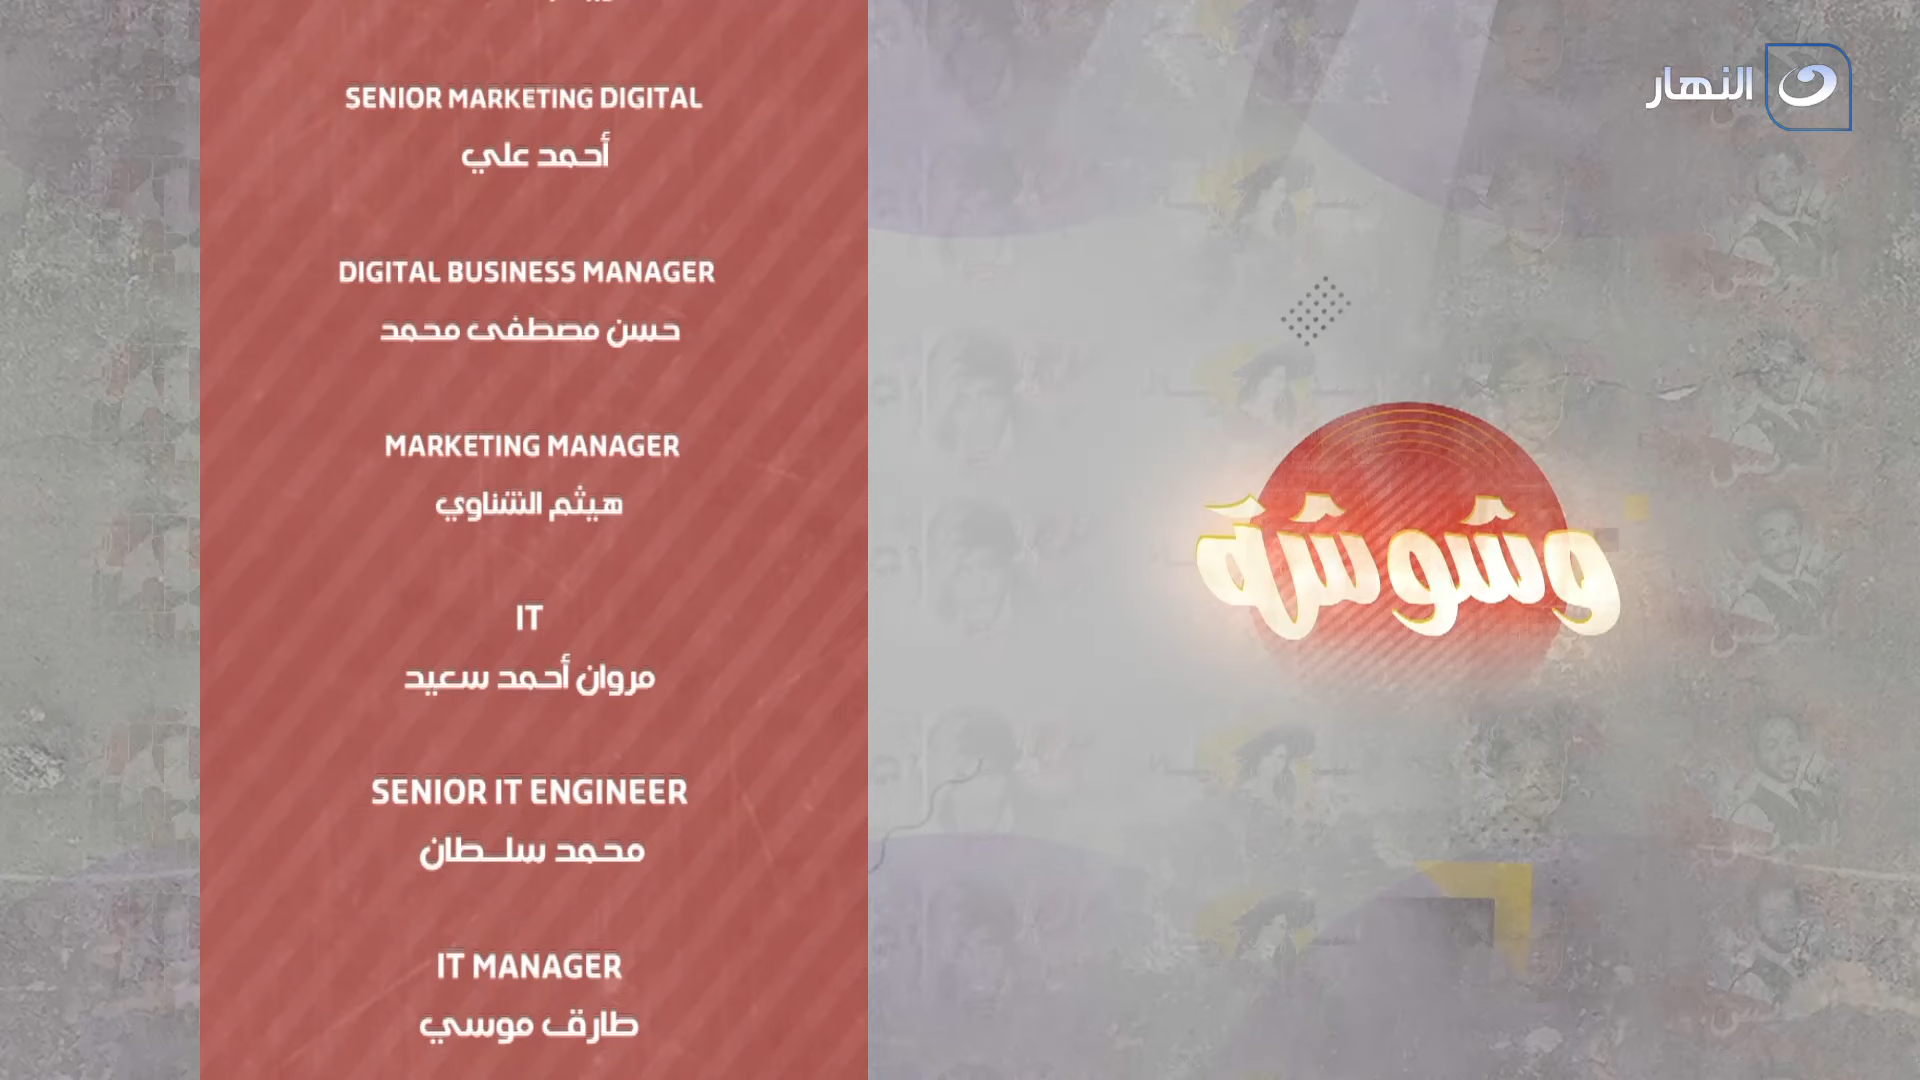 SENIOR MARKETING DIGITAL
أحمد علي
DIGITAL BUSINESS MANAGER
حسن مصطفى محمد
MARKETING MANAGER
هيثم الشناوي
IT
مروان أحمد سعيد
SENIOR IT ENGINEER
محمد سلـطان
IT MANAGER
طارق موسي
النهار
وشوشة